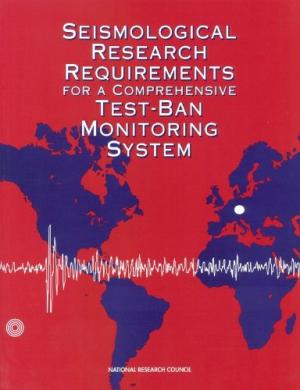 SEISMOLOGICAL
RESEARCH
REQUIREMENTS
FOR A COMPREHENSIVE
TEST-BAN
MONITORING
SYSTEM
NATIONAL RESEARCH COUNCIL